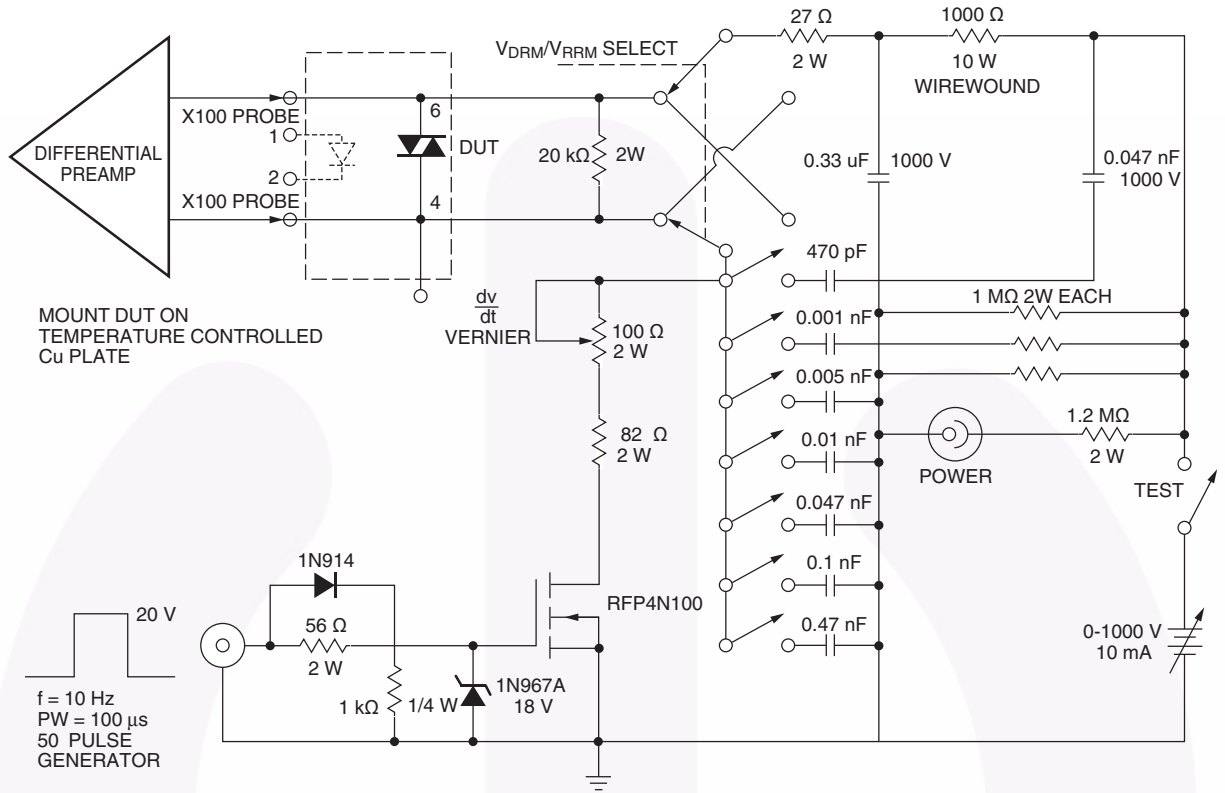 27 Ω
2 W
1000 Ω
10 W
WIREWOUND
V_DRM/V_RRM SELECT
X100 PROBE
6
1
DIFFERENTIAL
PREAMP
DUT
20 kΩ
2W
0.33 uF
1000 V
0.047 nF
1000 V
2
X100 PROBE
4
470 pF
1 MΩ 2W EACH
MOUNT DUT ON
TEMPERATURE CONTROLLED
Cu PLATE
dv
dt
VERNIER
100 Ω
2 W
0.001 nF
0.005 nF
82 Ω
2 W
0.01 nF
POWER
1.2 MΩ
2 W
TEST
0.047 nF
1N914
RFP4N100
0.1 nF
20 V
56 Ω
2 W
0.47 nF
0-1000 V
10 mA
1 kΩ
1/4 W
1N967A
18 V
f = 10 Hz
PW = 100 μs
50 PULSE
GENERATOR